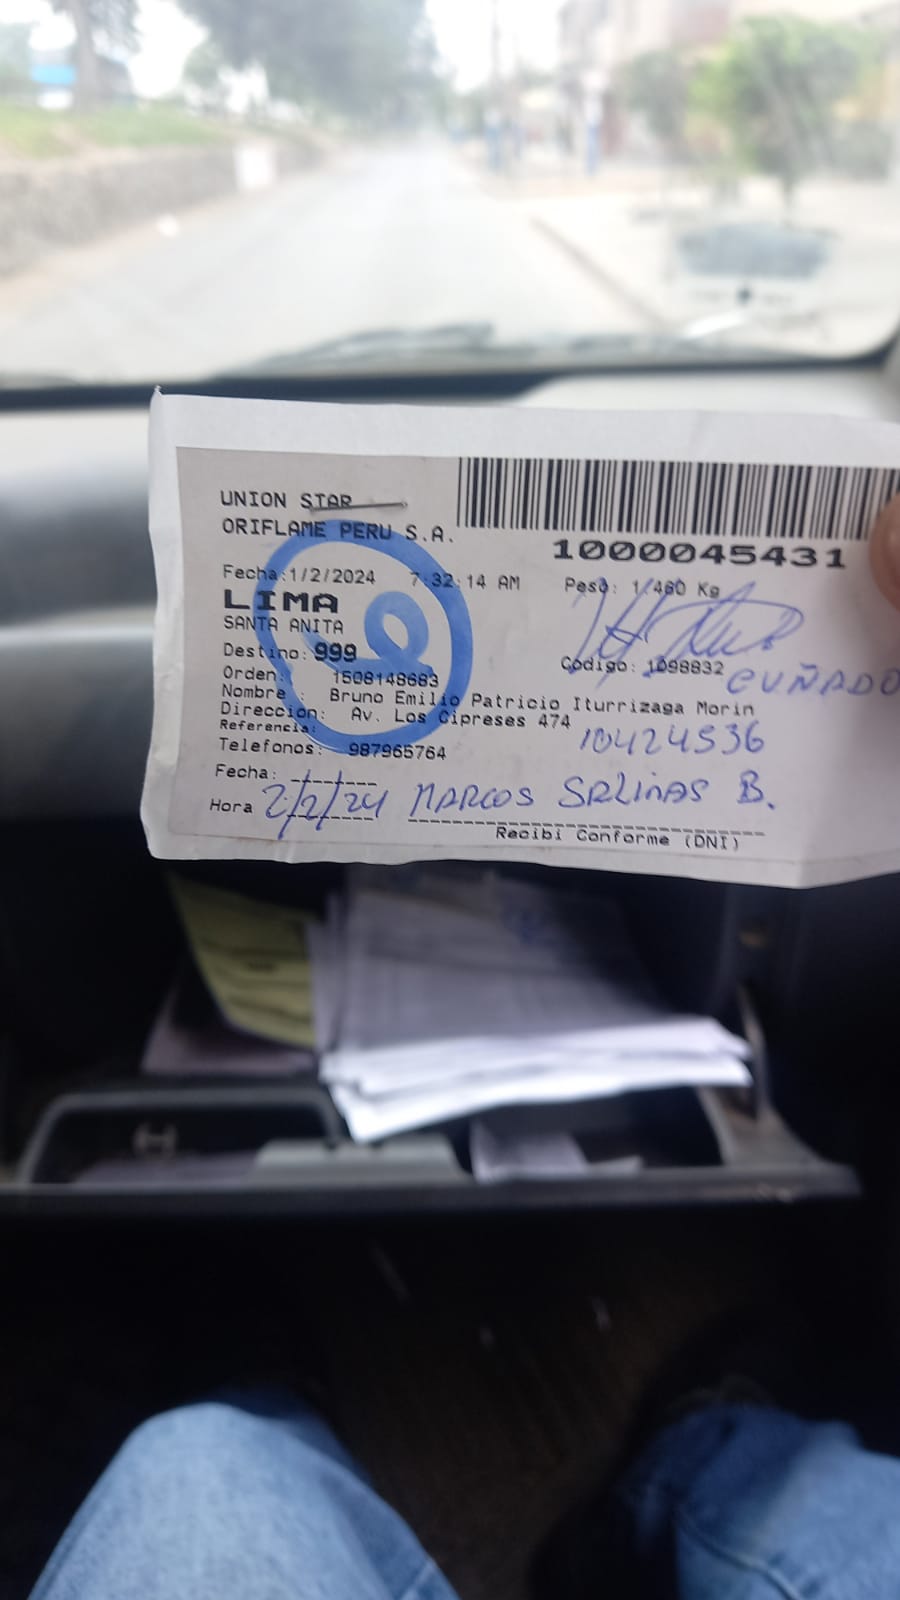 UNION STAR
ORIFLAME PERU S.A.
1000045431
Fecha:1/2/2024 7:32:14 AM Peso: 1.460 Kg
LIMA
SANTA ANITA
Destino: 999 Código: 1098832
CUÑADO
Orden: 1508148683
Nombre : Bruno Emilio Patricio Iturrizaga Morin
Dirección: Av. Los Cipreses 474
Referencia:
10424536
Telefonos: 987965764
Fecha:
Hora 2/2/24 MARCOS SALINAS B.
Recibi Conforme (DNI)